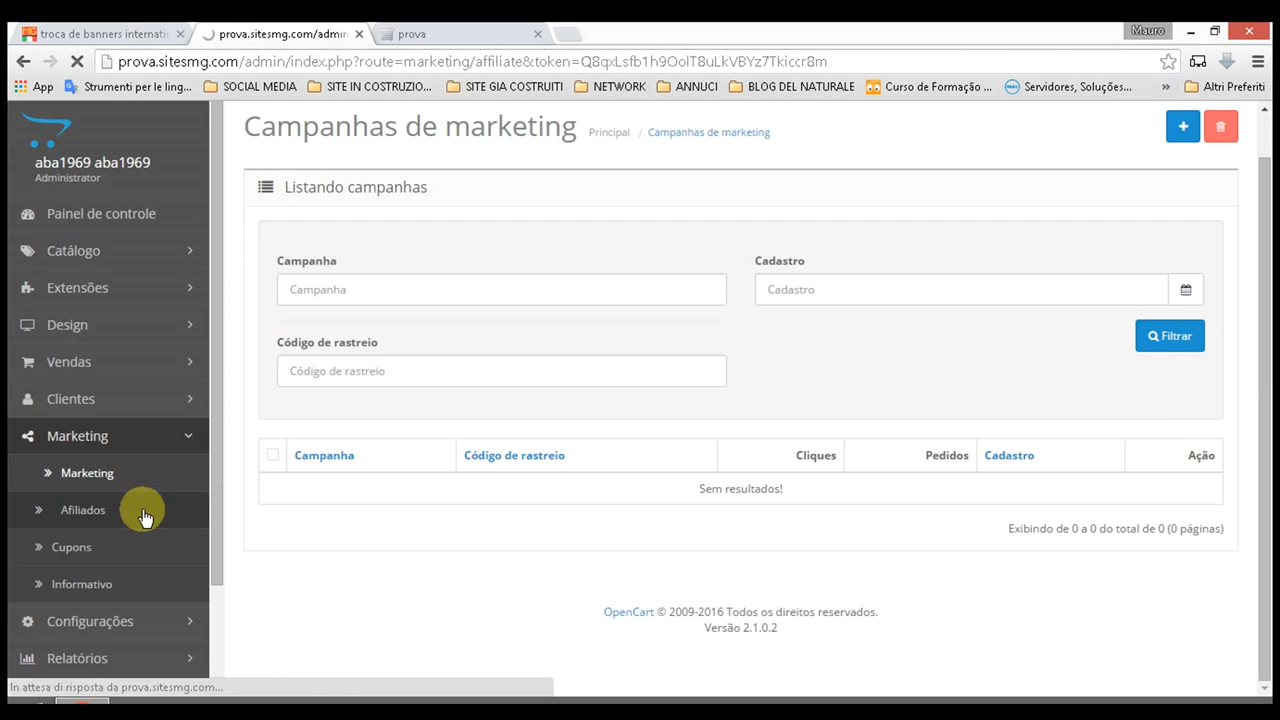 troca de banners internati
prova.sitesmg.com/admin
prova
Mauro
prova.sitesmg.com/admin/index.php?route=marketing/affiliate&token=Q8qxLsfb1h9OolT8uLkVBYz7Tkiccr8m
App
Strumenti per le ling...
SOCIAL MEDIA
SITE IN COSTRUZIO...
SITE GIA COSTRUITI
NETWORK
ANNUCI
BLOG DEL NATURALE
Curso de Formação ...
Servidores, Soluções...
»
Altri Preferiti
aba1969 aba1969
Administrator
Painel de controle
Catálogo
Extensões
Design
Vendas
Clientes
Marketing
Marketing
Afiliados
Cupons
Informativo
Configurações
Relatórios
Campanhas de marketing
Principal / Campanhas de marketing
Listando campanhas
Campanha
Campanha
Cadastro
Cadastro
Código de rastreio
Código de rastreio
Filtrar
Campanha Código de rastreio Cliques Pedidos Cadastro Ação
Sem resultados!
Exibindo de 0 a 0 do total de 0 (0 páginas)
OpenCart © 2009-2016 Todos os direitos reservados.
Versão 2.1.0.2
In attesa di risposta da prova.sitesmg.com...